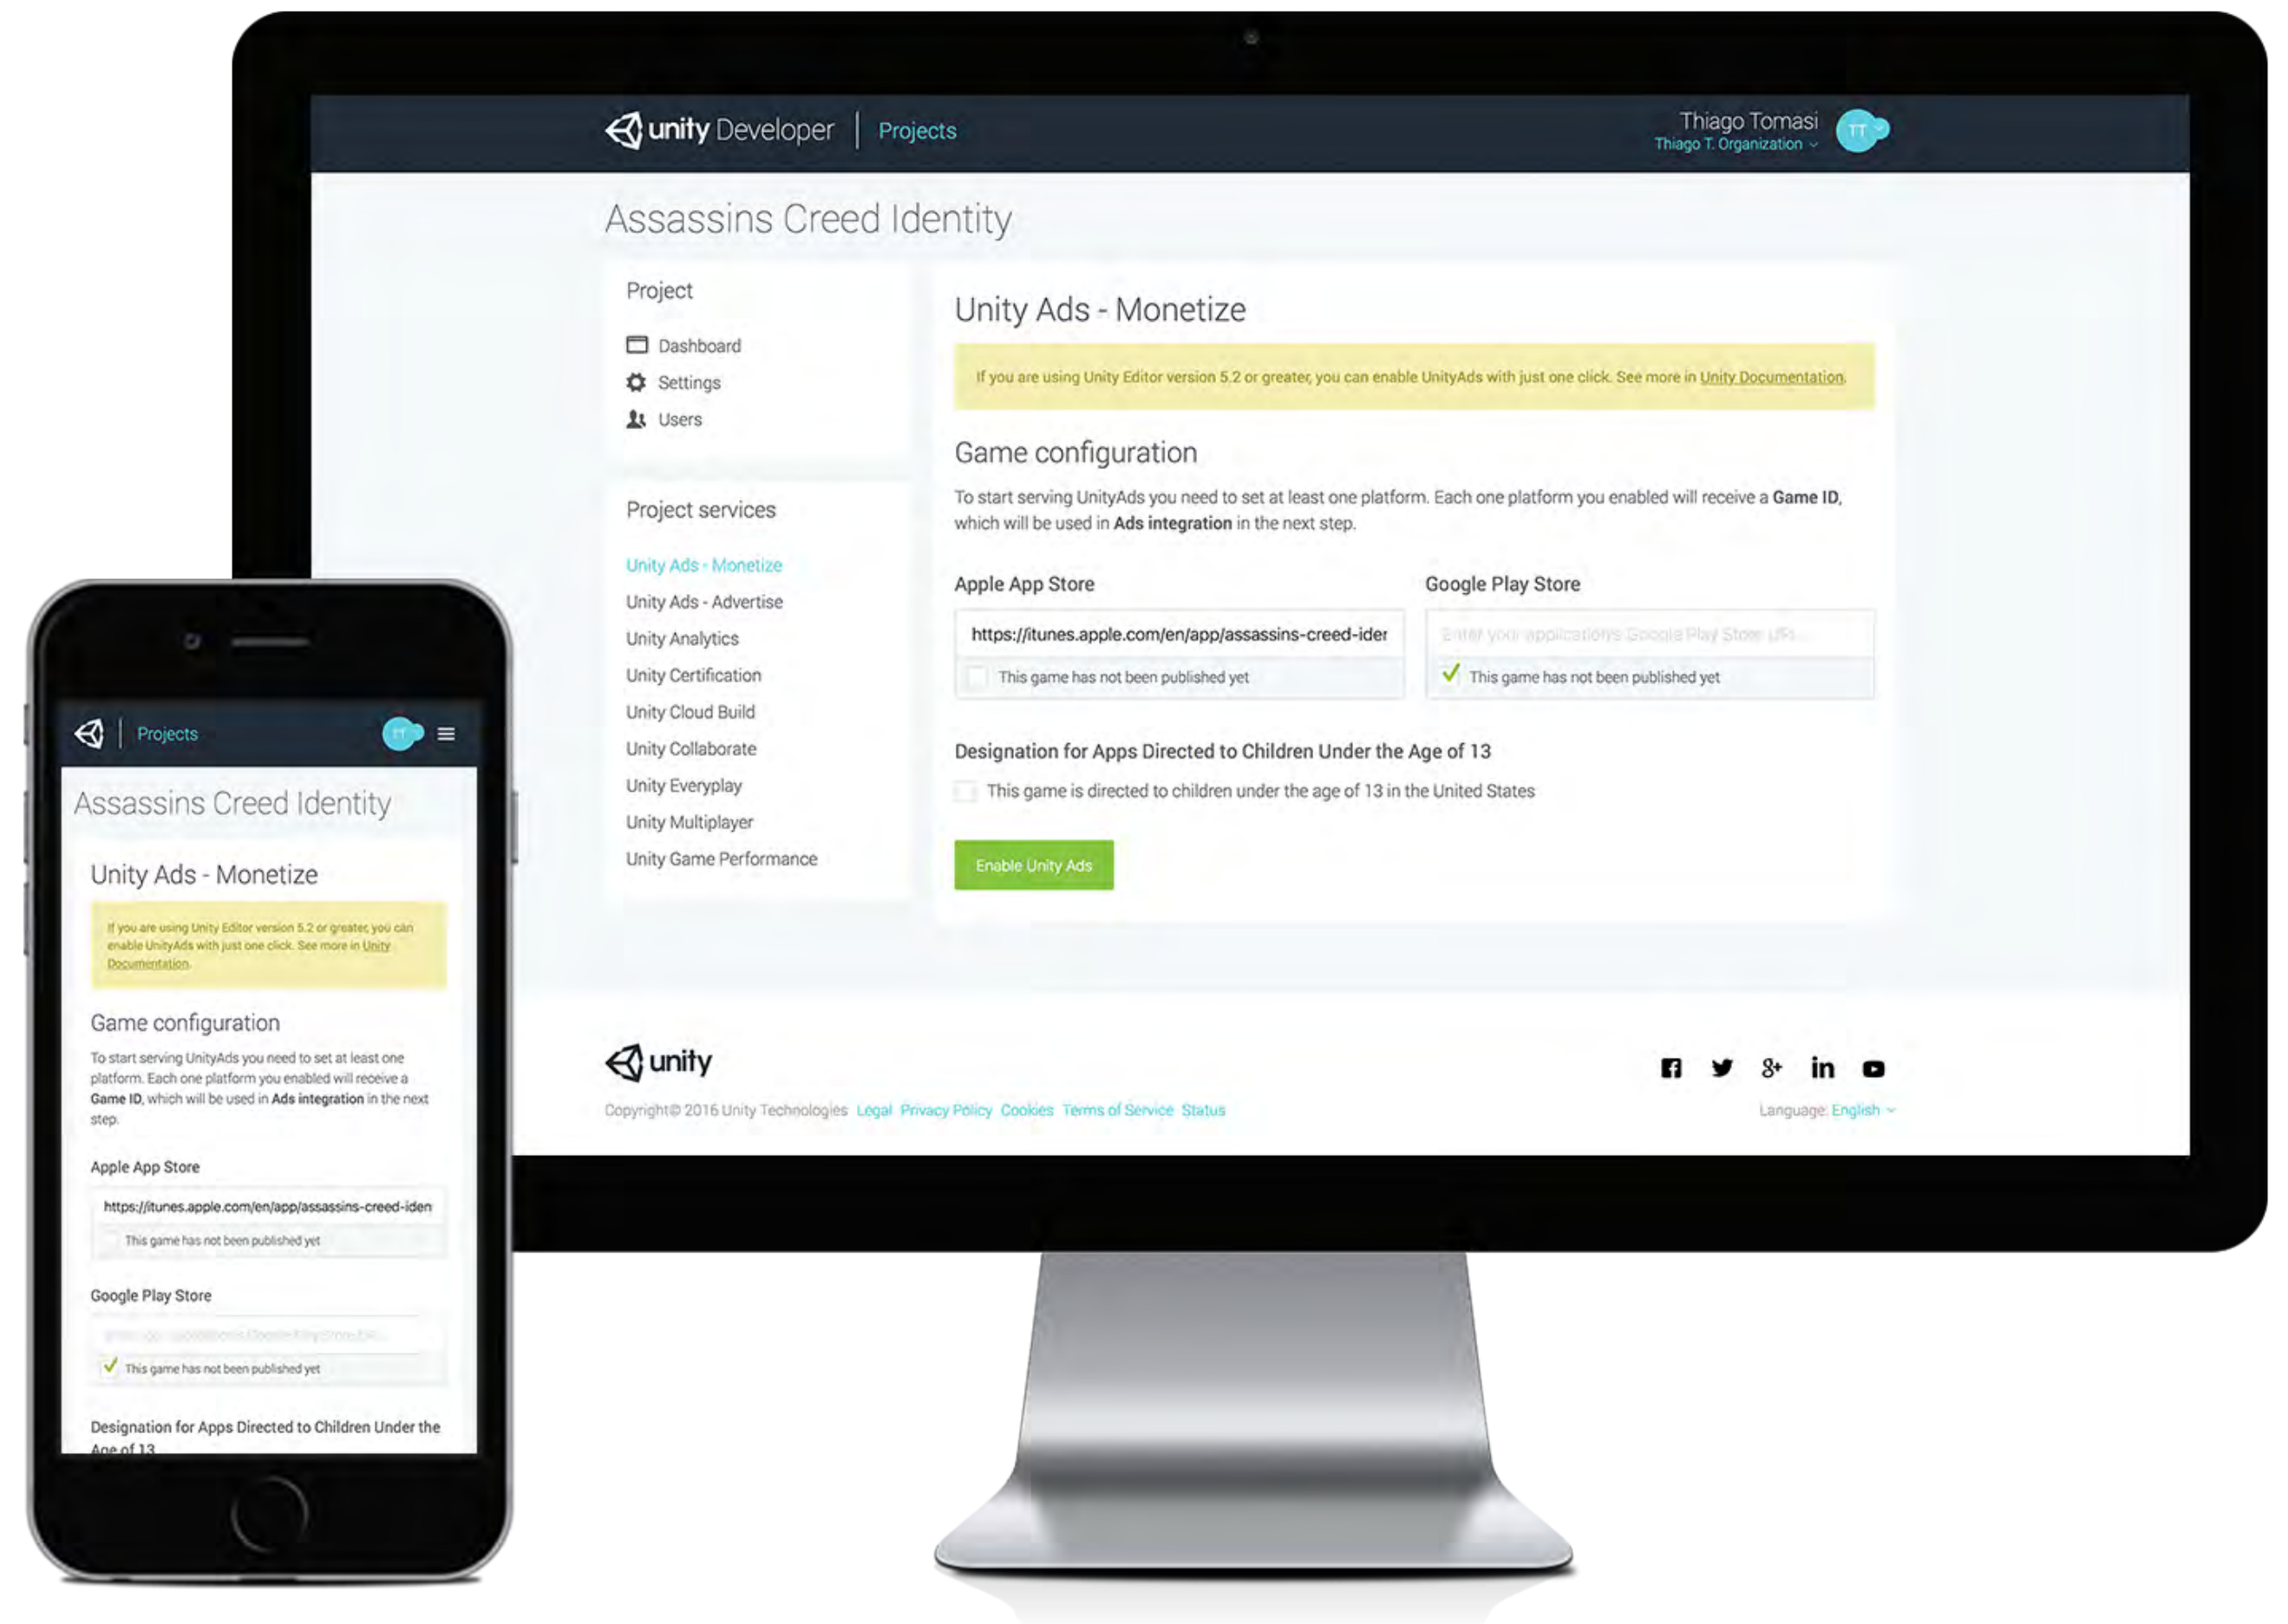 unity Developer | Projects
Thiago Tomasi
Thiago T. Organization
TT
Assassins Creed Identity
Project
Dashboard
Settings
Users
Project services
Unity Ads - Monetize
Unity Ads - Advertise
Unity Analytics
Unity Certification
Unity Cloud Build
Unity Collaborate
Unity Everyplay
Unity Multiplayer
Unity Game Performance
Unity Ads - Monetize
If you are using Unity Editor version 5.2 or greater, you can enable UnityAds with just one click. See more in Unity Documentation.
Game configuration
To start serving UnityAds you need to set at least one platform. Each one platform you enabled will receive a Game ID,
which will be used in Ads integration in the next step.
Apple App Store
https://itunes.apple.com/en/app/assassins-creed-ider
This game has not been published yet
Google Play Store
Enter your application's Google Play Store URL
This game has not been published yet
Designation for Apps Directed to Children Under the Age of 13
This game is directed to children under the age of 13 in the United States
Enable Unity Ads
unity
Copyright© 2016 Unity Technologies Legal Privacy Policy Cookies Terms of Service Status
Language: English
Projects
TT
Assassins Creed Identity
Unity Ads - Monetize
If you are using Unity Editor version 5.2 or greater, you can
enable UnityAds with just one click. See more in Unity
Documentation.
Game configuration
To start serving UnityAds you need to set at least one
platform. Each one platform you enabled will receive a
Game ID, which will be used in Ads integration in the next
step.
Apple App Store
https://itunes.apple.com/en/app/assassins-creed-iden
This game has not been published yet
Google Play Store
This game has not been published yet
Designation for Apps Directed to Children Under the
Age of 13